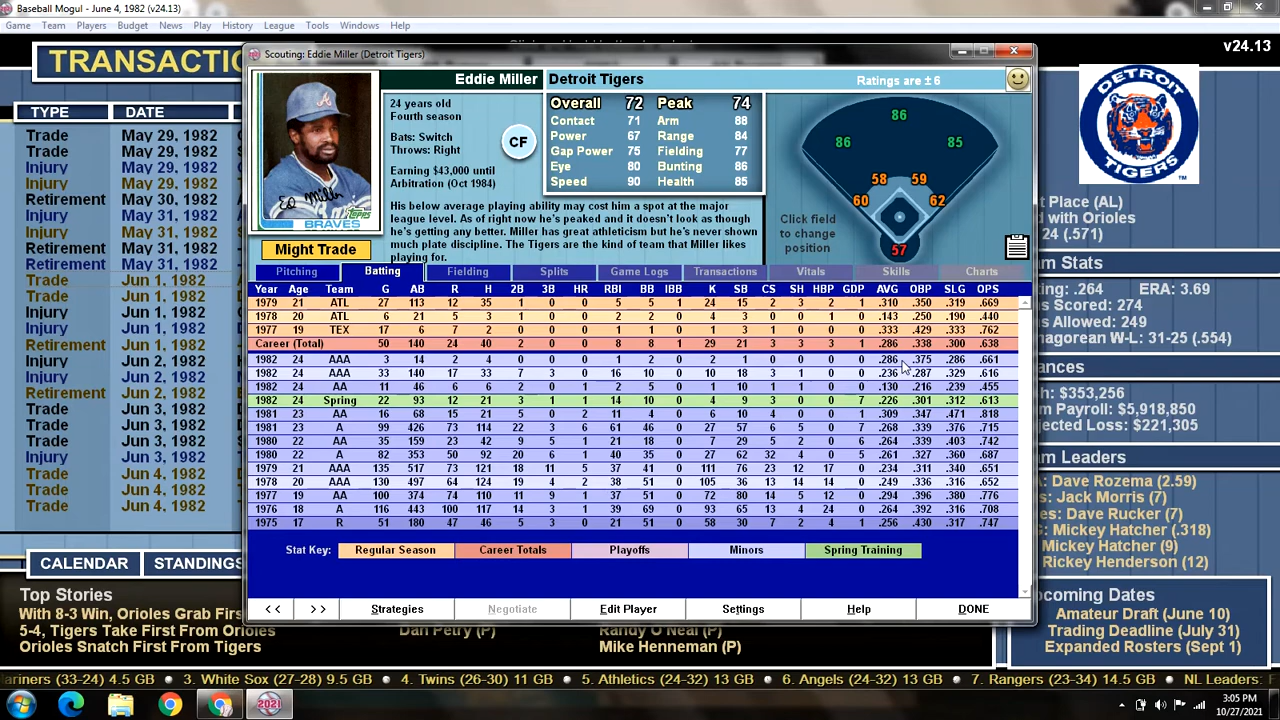 Baseball Mogul - June 4, 1982 (v24.13)
Game Team Players Budget News Play History League Tools Windows Help
TRANSACTIO
v24.13
Scouting: Eddie Miller (Detroit Tigers)
Eddie Miller Detroit Tigers Ratings are ± 6
24 years old
Fourth season
Bats: Switch
Throws: Right
Earning $43,000 until
Arbitration (Oct 1984)
CF
Overall 72 Peak 74
Contact 71 Arm 88
Power 67 Range 84
Gap Power 75 Fielding 77
Eye 80 Bunting 86
Speed 90 Health 85
His below average playing ability may cost him a spot at the major
league level. As of right now he's peaked and it doesn't look as though
he's getting any better. Miller has great athleticism but he's never shown
much plate discipline. The Tigers are the kind of team that Miller likes
playing for.
86
86 85
58 59
60 62
57
Click field
to change
position
BRAVES
Topps
Might Trade
Pitching Batting Fielding Splits Game Logs Transactions Vitals Skills Charts
Year Age Team G AB R H 2B 3B HR RBI BB IBB K SB CS SH HBP GDP AVG OBP SLG OPS
1979 21 ATL 27 113 12 35 1 0 0 5 5 1 24 15 2 3 2 1 .310 .350 .319 .669
1978 20 ATL 6 21 5 3 1 0 0 2 2 0 4 3 0 0 1 0 .143 .250 .190 .440
1977 19 TEX 17 6 7 2 0 0 0 1 1 0 1 3 1 0 0 0 .333 .429 .333 .762
Career (Total) 50 140 24 40 2 0 0 8 8 1 29 21 3 3 3 1 .286 .338 .300 .638
1982 24 AAA 3 14 2 4 0 0 0 1 2 0 2 1 0 0 0 0 .286 .375 .286 .661
1982 24 AAA 33 140 17 33 7 3 0 16 10 0 10 18 3 1 0 0 .236 .287 .329 .616
1982 24 AA 11 46 6 6 2 0 1 2 5 0 1 10 1 1 0 0 .130 .216 .239 .455
1982 24 Spring 22 93 12 21 3 1 1 14 10 0 4 9 3 0 0 7 .226 .301 .312 .613
1981 23 AA 16 68 15 21 5 0 2 11 4 0 6 10 4 0 0 0 .309 .347 .471 .818
1981 23 A 99 426 73 114 22 3 6 61 46 0 27 57 6 5 0 7 .268 .339 .376 .715
1980 22 AA 35 159 23 42 9 5 1 21 18 0 7 29 5 2 0 6 .264 .339 .403 .742
1980 22 A 82 353 50 92 20 6 1 40 35 0 27 62 32 4 0 5 .261 .327 .360 .687
1979 21 AAA 135 517 73 121 18 11 5 37 41 0 111 76 23 12 17 0 .234 .311 .340 .651
1978 20 AAA 130 497 64 124 19 4 2 38 51 0 105 36 13 14 14 0 .249 .336 .316 .652
1977 19 AA 100 374 74 110 11 9 1 37 51 0 72 80 14 5 12 0 .294 .396 .380 .776
1976 18 A 116 443 100 117 14 3 1 39 69 0 93 65 13 4 24 0 .264 .392 .316 .708
1975 17 R 51 180 47 46 5 3 0 21 51 0 58 30 7 2 4 1 .256 .430 .317 .747
Stat Key: Regular Season Career Totals Playoffs Minors Spring Training
<< >> Strategies Negotiate Edit Player Settings Help DONE
TYPE DATE
Trade May 29, 1982
Trade May 29, 1982
Injury May 29, 1982
Injury May 29, 1982
Retirement May 30, 1982
Injury May 31, 1982
Injury May 31, 1982
Retirement May 31, 1982
Retirement May 31, 1982
Trade Jun 1, 1982
Trade Jun 1, 1982
Injury Jun 1, 1982
Injury Jun 1, 1982
Retirement Jun 1, 1982
Injury Jun 2, 1982
Retirement Jun 2, 1982
Trade Jun 3, 1982
Trade Jun 3, 1982
Injury Jun 3, 1982
Retirement Jun 3, 1982
Retirement Jun 3, 1982
Trade Jun 4, 1982
Trade Jun 4, 1982
Trade Jun 4, 1982
DETROIT
TIGERS
t Place (AL)
d with Orioles
24 (.571)
am Stats
ting: .264 ERA: 3.69
s Scored: 274
s Allowed: 249
hagorean W-L: 31-25 (.554)
ances
h: $353,256
m Payroll: $5,918,850
jected Loss: $221,305
am Leaders
A: Dave Rozema (2.59)
s: Jack Morris (7)
es: Dave Rucker (7)
G: Mickey Hatcher (.318)
Mickey Hatcher (9)
Rickey Henderson (12)
CALENDAR STANDINGS
Top Stories
With 8-3 Win, Orioles Grab Firs
5-4, Tigers Take First From Orioles
Orioles Snatch First From Tigers
Dan Petry (P)
Randy O'Neal (P)
Mike Henneman (P)
pcoming Dates
Amateur Draft (June 10)
Trading Deadline (July 31)
Expanded Rosters (Sept 1)
ariners (33-24) 4.5 GB • 3. White Sox (27-28) 9.5 GB • 4. Twins (26-30) 11 GB • 5. Athletics (24-32) 13 GB • 6. Angels (24-32) 13 GB • 7. Rangers (23-34) 14.5 GB • NL Leaders: F
2021
3:05 PM
10/27/2021